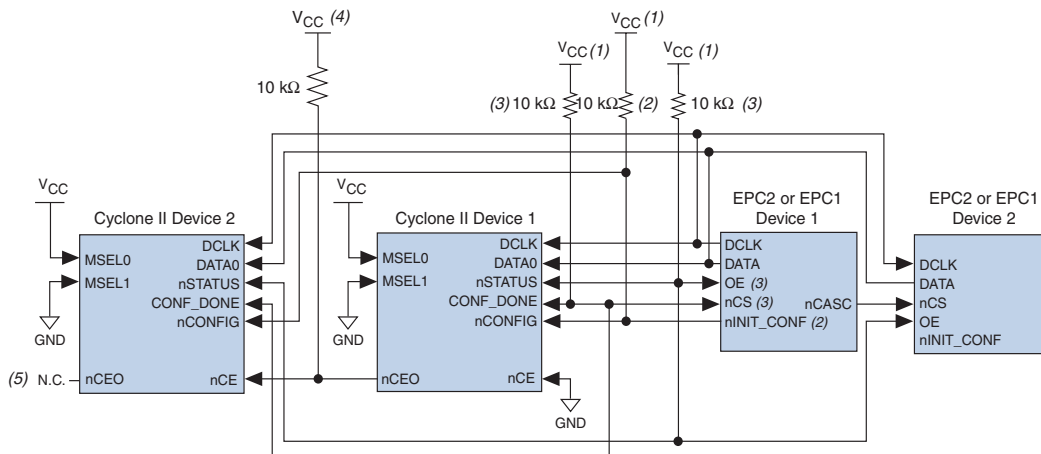 VCC (4)
VCC (1)
VCC (1)
VCC (1)
10 kΩ
(3) 10 kΩ
10 kΩ (2)
10 kΩ (3)
VCC
Cyclone II Device 2
MSEL0
MSEL1
GND
DCLK
DATA0
nSTATUS
CONF_DONE
nCONFIG
(5) N.C.
nCEO
nCE
VCC
Cyclone II Device 1
MSEL0
MSEL1
GND
DCLK
DATA0
nSTATUS
CONF_DONE
nCONFIG
nCEO
nCE
GND
EPC2 or EPC1
Device 1
DCLK
DATA
OE (3)
nCS (3)
nCASC
nINIT_CONF (2)
EPC2 or EPC1
Device 2
DCLK
DATA
nCS
OE
nINIT_CONF